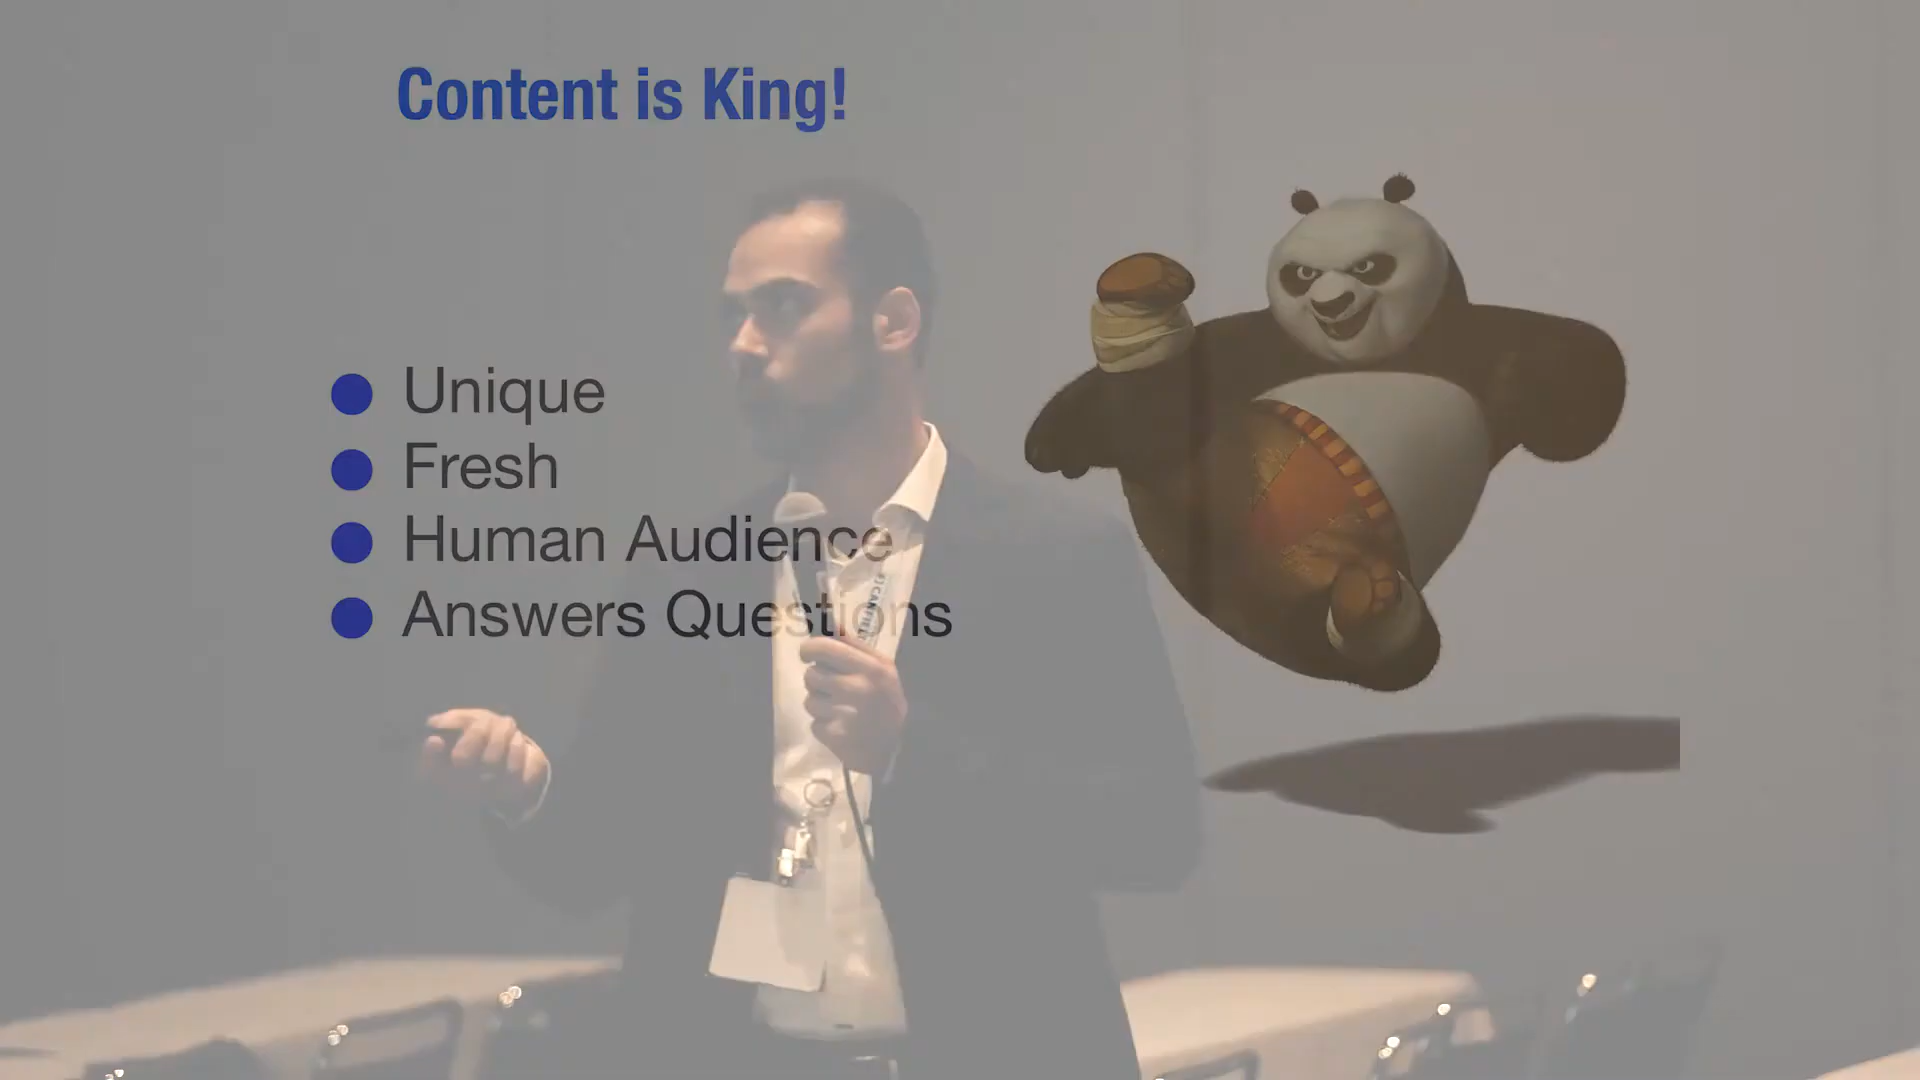 Content is King!
Unique
Fresh
Human Audience
Answers Questions